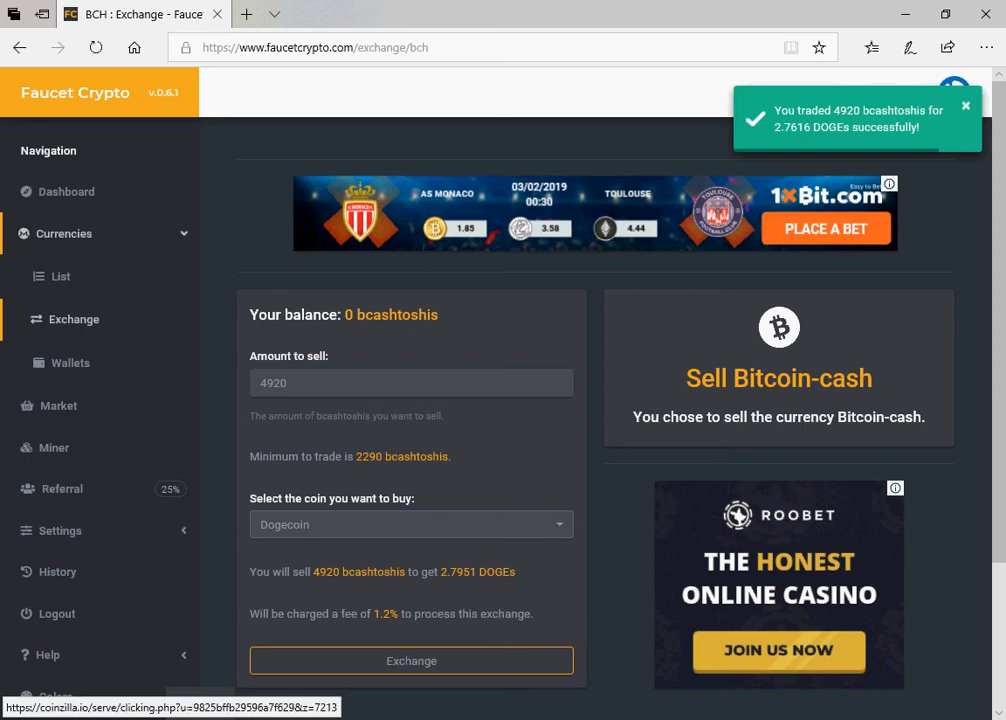 BCH : Exchange - Faucet
https://www.faucetcrypto.com/exchange/bch
Faucet Crypto v.0.6.1
You traded 4920 bcashtoshis for
2.7616 DOGEs successfully!
Navigation
Dashboard
Currencies
List
Exchange
Wallets
Market
Miner
Referral 25%
Settings
History
Logout
Help
AS MONACO
03/02/2019
00:30
TOULOUSE
1.85
3.58
4.44
Easy to Bet
1xBit.com
PLACE A BET
Your balance: 0 bcashtoshis
Amount to sell:
4920
The amount of bcashtoshis you want to sell.
Minimum to trade is 2290 bcashtoshis.
Select the coin you want to buy:
Dogecoin
You will sell 4920 bcashtoshis to get 2.7951 DOGEs
Will be charged a fee of 1.2% to process this exchange.
Exchange
Sell Bitcoin-cash
You chose to sell the currency Bitcoin-cash.
ROOBET
THE HONEST
ONLINE CASINO
JOIN US NOW
https://coinzilla.io/serve/clicking.php?u=9825bffb29596a7f629&z=7213